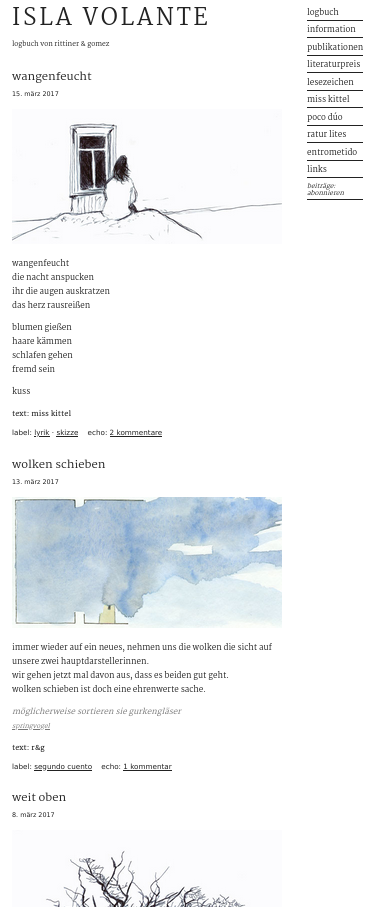 ISLA VOLANTE
logbuch von rittiner & gomez
wangenfeucht
15. märz 2017
wangenfeucht
die nacht anspucken
ihr die augen auskratzen
das herz rausreißen
blumen gießen
haare kämmen
schlafen gehen
fremd sein
kuss
text: miss kittel
label: lyrik · skizze echo: 2 kommentare
wolken schieben
13. märz 2017
immer wieder auf ein neues, nehmen uns die wolken die sicht auf
unsere zwei hauptdarstellerinnen.
wir gehen jetzt mal davon aus, dass es beiden gut geht.
wolken schieben ist doch eine ehrenwerte sache.
möglicherweise sortieren sie gurkengläser
springvogel
text: r&g
label: segundo cuento echo: 1 kommentar
weit oben
8. märz 2017
logbuch
information
publikationen
literaturpreis
lesezeichen
miss kittel
poco dúo
ratur lites
entrometido
links
beiträge:
abonnieren